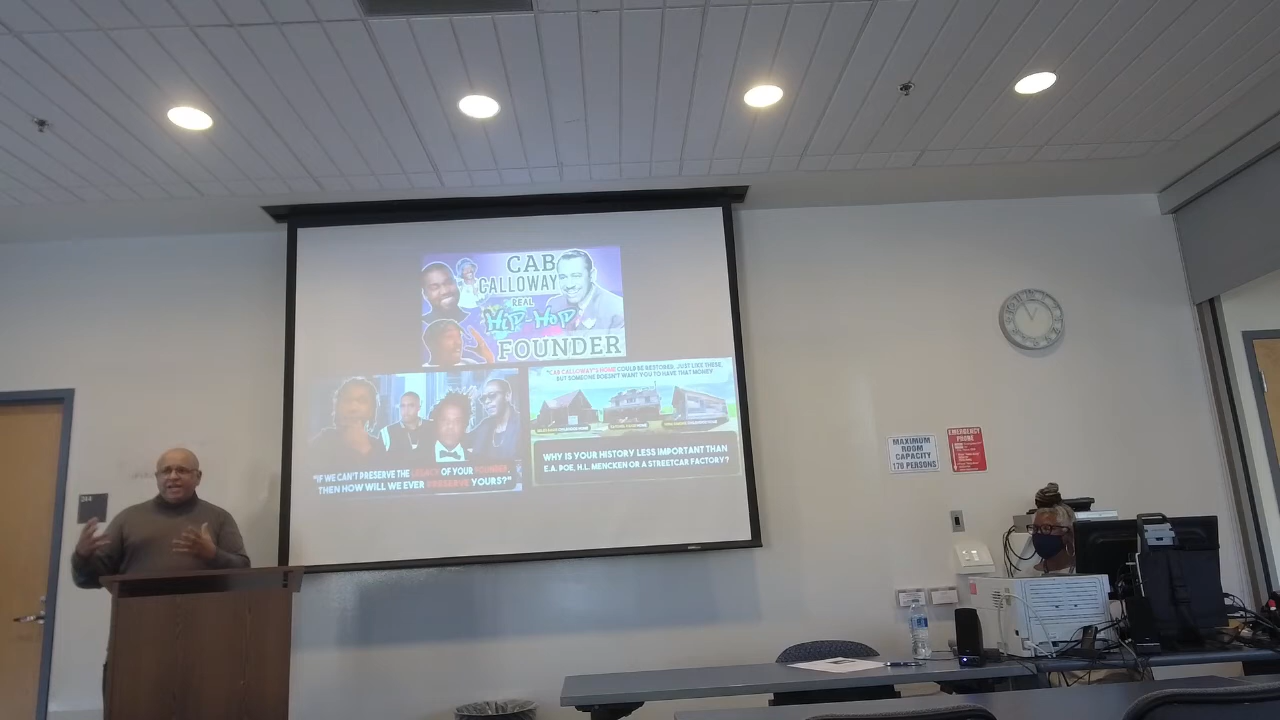 CAB
CALLOWAY
REAL
HIP-HOP
FOUNDER
"CAB CALLOWAY'S HOME COULD BE RESTORED, JUST LIKE THESE,
BUT SOMEONE DOESN'T WANT YOU TO HAVE THAT MONEY
WHY IS YOUR HISTORY LESS IMPORTANT THAN
E.A. POE, H.L. MENCKEN OR A STREETCAR FACTORY?
"IF WE CAN'T PRESERVE THE LEGACY OF YOUR FOUNDER,
THEN HOW WILL WE EVER PRESERVE YOURS?"
244
MAXIMUM
ROOM
CAPACITY
178 PERSONS
EMERGENCY
PHONE